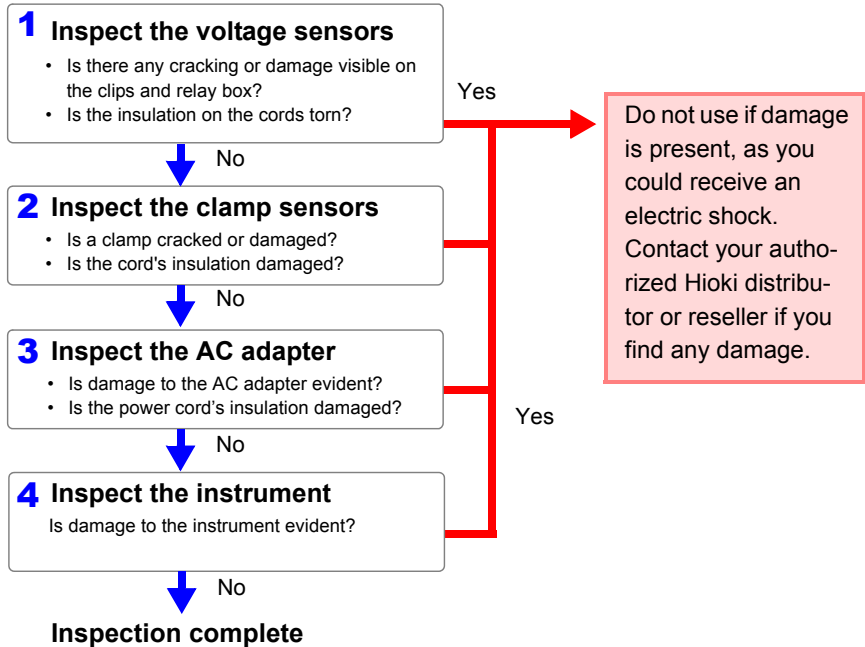 1 Inspect the voltage sensors
• Is there any cracking or damage visible on
the clips and relay box?
• Is the insulation on the cords torn?
Yes
No
2 Inspect the clamp sensors
• Is a clamp cracked or damaged?
• Is the cord's insulation damaged?
No
3 Inspect the AC adapter
• Is damage to the AC adapter evident?
• Is the power cord’s insulation damaged?
Yes
No
4 Inspect the instrument
Is damage to the instrument evident?
No
Inspection complete
Do not use if damage
is present, as you
could receive an
electric shock.
Contact your autho-
rized Hioki distribu-
tor or reseller if you
find any damage.